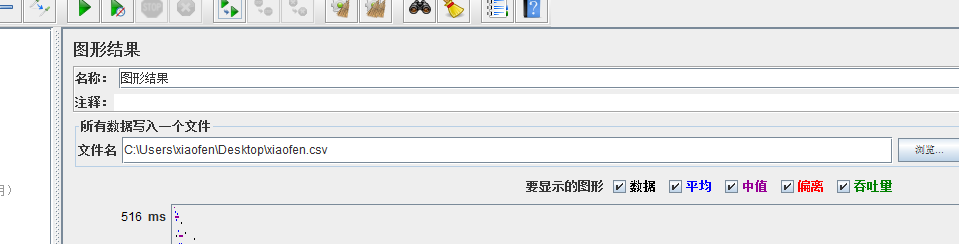 STOP
图形结果
名称： 图形结果
注释：
所有数据写入一个文件
文件名 C:\Users\xiaofen\Desktop\xiaofen.csv 浏览...
要显示的图形 数据 平均 中值 偏离 吞吐量
月）
516 ms